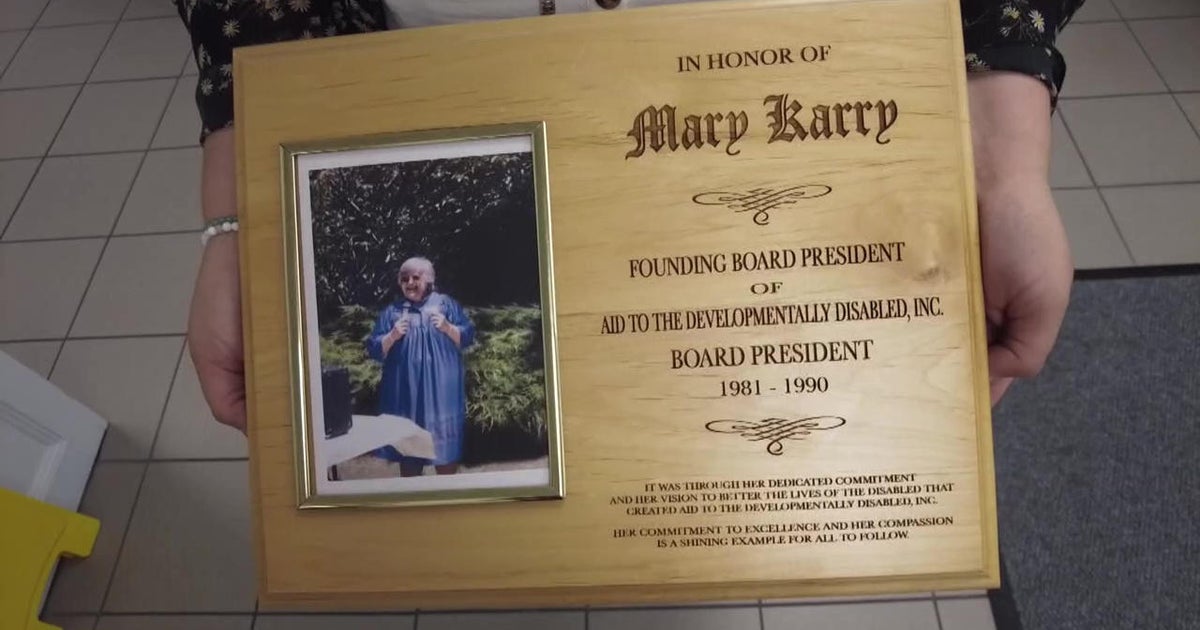 IN HONOR OF
Mary Karry
FOUNDING BOARD PRESIDENT
OF
AID TO THE DEVELOPMENTALLY DISABLED, INC.
BOARD PRESIDENT
1981 - 1990
IT WAS THROUGH HER DEDICATED COMMITMENT
AND HER VISION TO BETTER THE LIVES OF THE DISABLED THAT
CREATED AID TO THE DEVELOPMENTALLY DISABLED, INC.
HER COMMITMENT TO EXCELLENCE AND HER COMPASSION
IS A SHINING EXAMPLE FOR ALL TO FOLLOW.